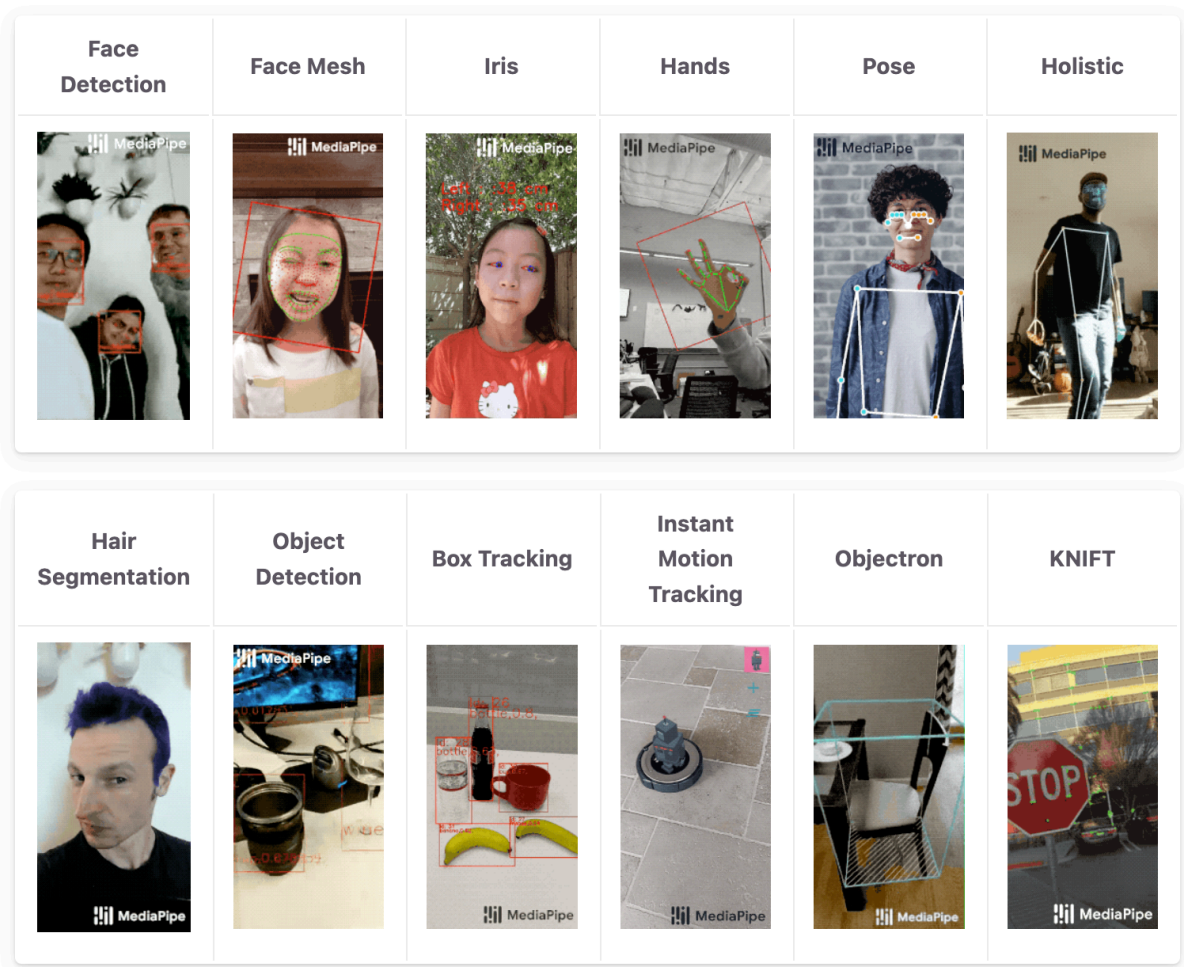 Face
Detection
Face Mesh
Iris
Hands
Pose
Holistic
MediaPipe
MediaPipe
MediaPipe
MediaPipe
MediaPipe
MediaPipe
Left : :38 cm
Right : :35 cm
Hair
Segmentation
Object
Detection
Box Tracking
Instant
Motion
Tracking
Objectron
KNIFT
MediaPipe
STOP
MediaPipe
MediaPipe
MediaPipe
MediaPipe
MediaPipe